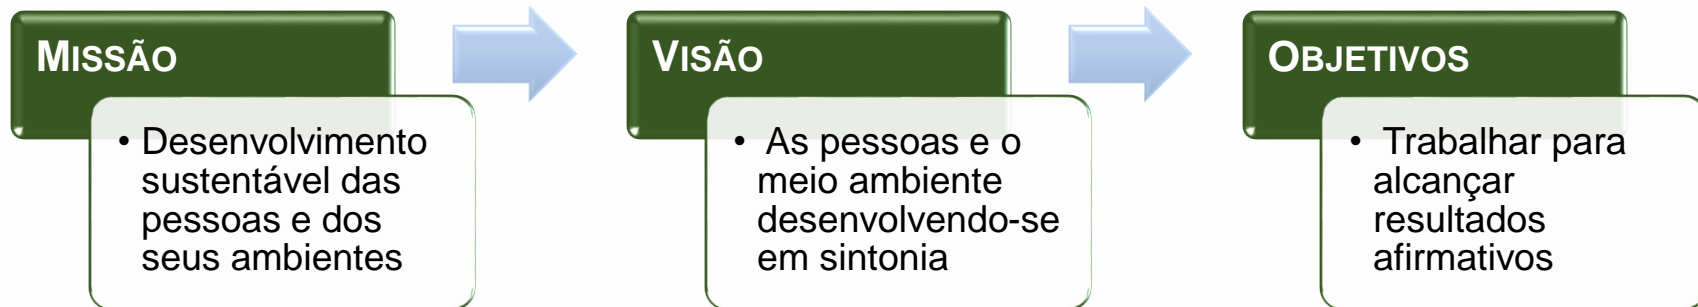 MISSÃO
• Desenvolvimento
sustentável das
pessoas e dos
seus ambientes
VISÃO
• As pessoas e o
meio ambiente
desenvolvendo-se
em sintonia
OBJETIVOS
• Trabalhar para
alcançar
resultados
afirmativos